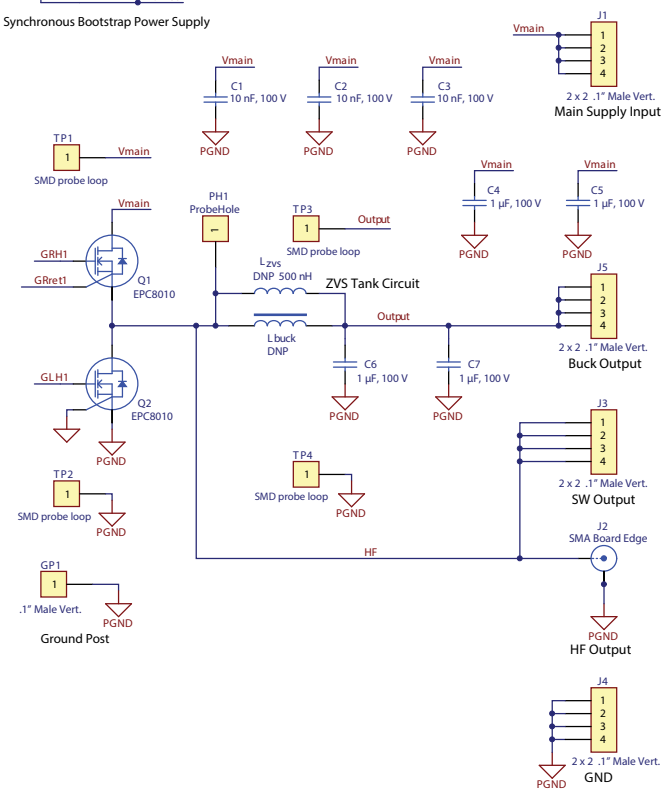 Synchronous Bootstrap Power Supply
J1
Vmain
1
2
3
4
2 x 2 .1" Male Vert.
Main Supply Input
Vmain
C1
10 nF, 100 V
PGND
Vmain
C2
10 nF, 100 V
PGND
Vmain
C3
10 nF, 100 V
PGND
TP1
1
Vmain
SMD probe loop
Vmain
C4
1 µF, 100 V
PGND
Vmain
C5
1 µF, 100 V
PGND
PH1
ProbeHole
1
TP3
1
Output
SMD probe loop
Vmain
GRH1
GRret1
Q1
EPC8010
Lzvs
DNP 500 nH
ZVS Tank Circuit
Lbuck
DNP
Output
J5
1
2
3
4
2 x 2 .1" Male Vert.
Buck Output
GLH1
Q2
EPC8010
PGND
C6
1 µF, 100 V
PGND
C7
1 µF, 100 V
PGND
J3
1
2
3
4
2 x 2 .1" Male Vert.
SW Output
TP2
1
SMD probe loop
PGND
TP4
1
SMD probe loop
PGND
HF
J2
SMA Board Edge
PGND
HF Output
GP1
1
.1" Male Vert.
PGND
Ground Post
J4
1
2
3
4
2 x 2 .1" Male Vert.
PGND
GND